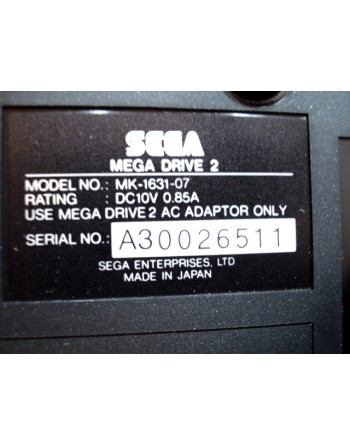 SEGA
MEGA DRIVE 2
MODEL NO. : MK-1631-07
RATING : DC10V 0.85A
USE MEGA DRIVE 2 AC ADAPTOR ONLY
SERIAL NO.: A30026511
SEGA ENTERPRISES, LTD
MADE IN JAPAN